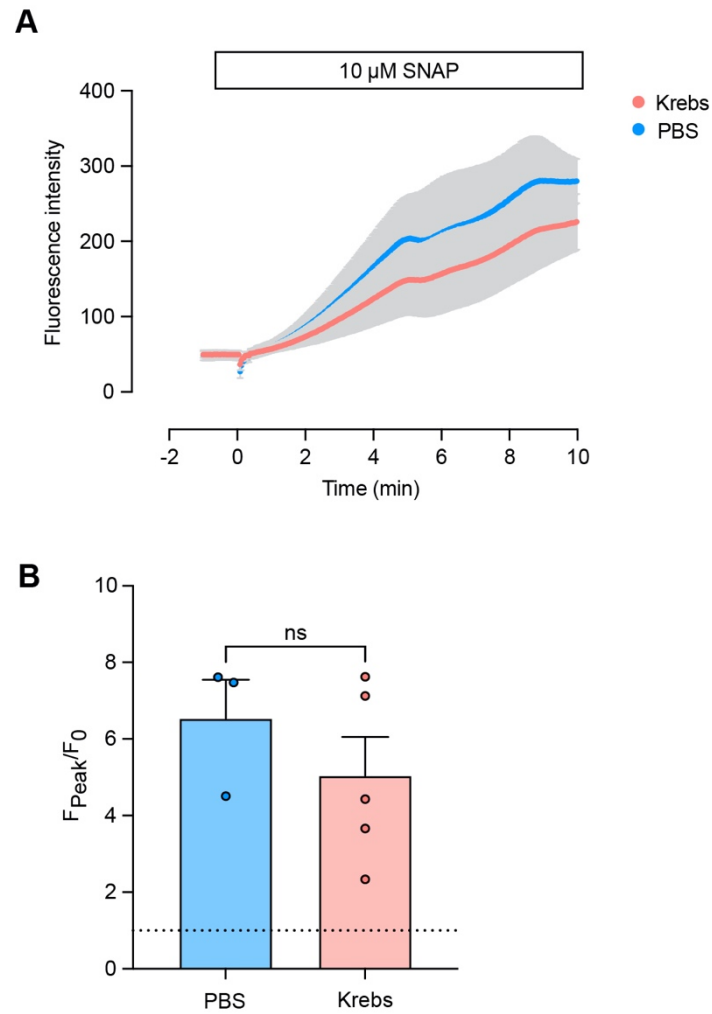 A
10 µM SNAP
400
300
200
100
0
Fluorescence intensity
Krebs
PBS
-2 0 2 4 6 8 10
Time (min)
B
10
8
6
4
2
0
FPeak/F0
ns
PBS Krebs